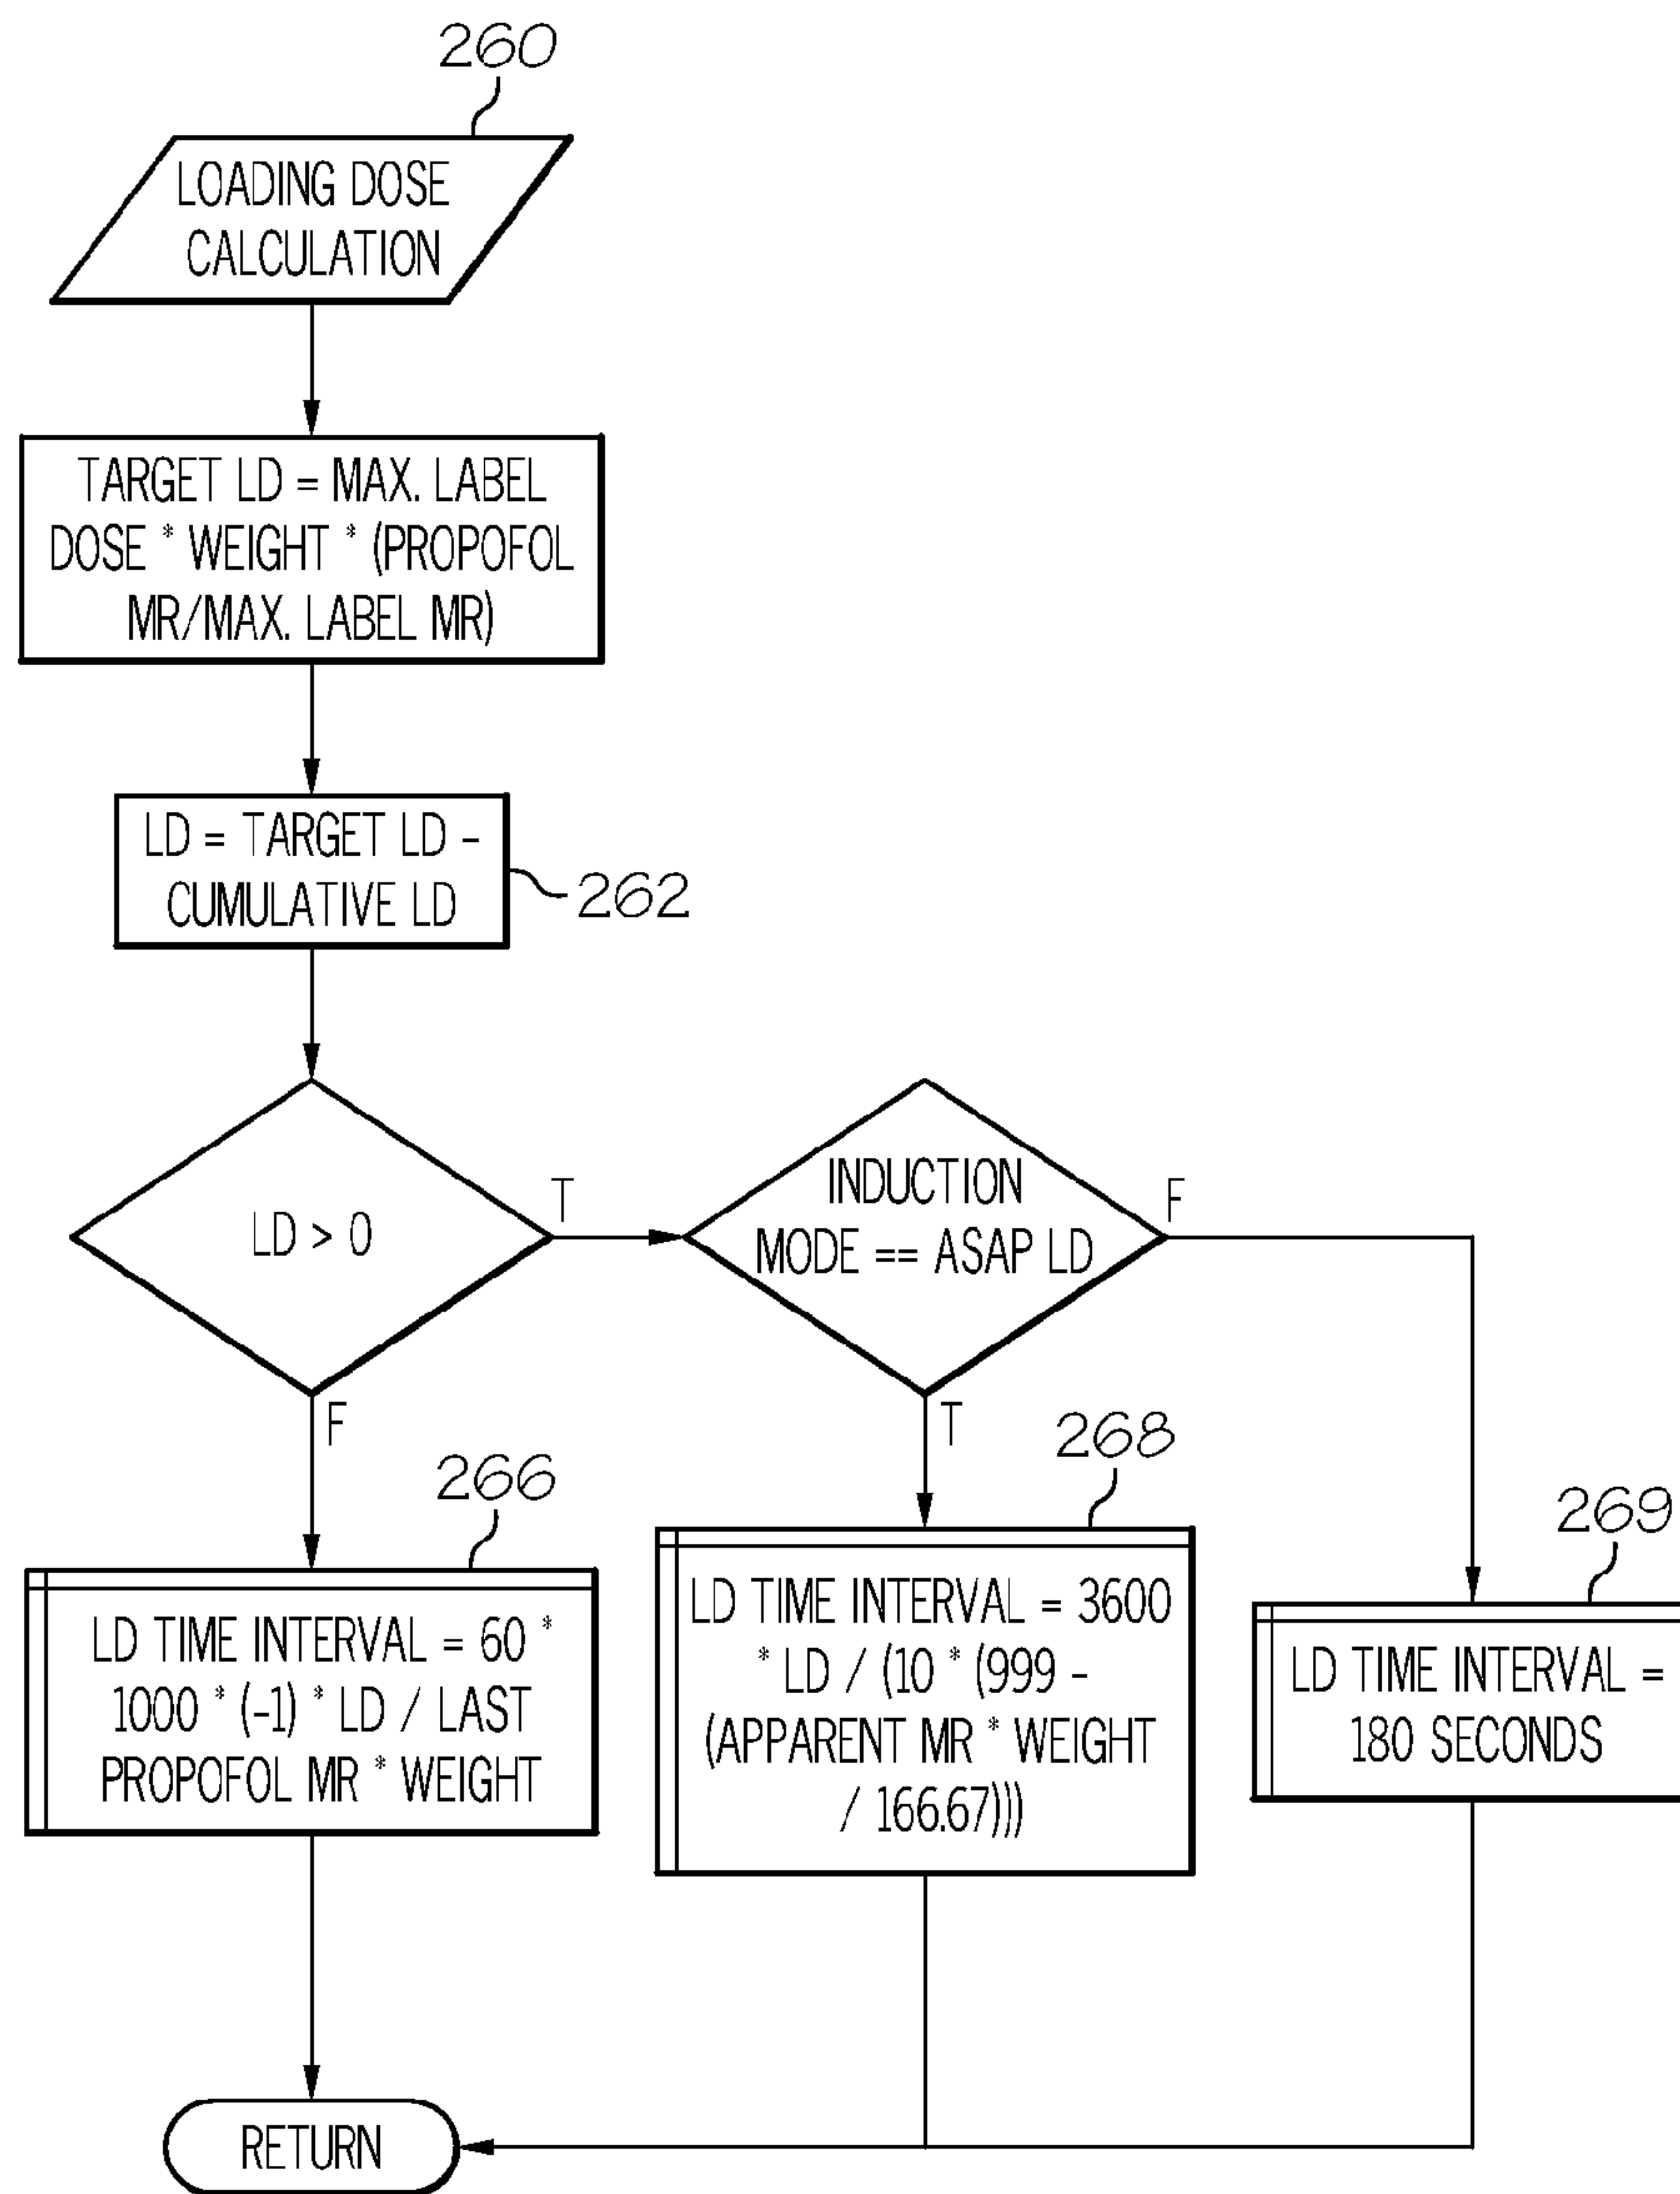 260
LOADING DOSE
CALCULATION
TARGET LD = MAX. LABEL
DOSE * WEIGHT * (PROPOFOL
MR/MAX. LABEL MR)
LD = TARGET LD -
CUMULATIVE LD
262
LD > 0
T
F
INDUCTION
MODE == ASAP LD
F
T
266
LD TIME INTERVAL = 60 *
1000 * (-1) * LD / LAST
PROPOFOL MR * WEIGHT
268
LD TIME INTERVAL = 3600
* LD / (10 * (999 -
(APPARENT MR * WEIGHT
/ 166.67)))
269
LD TIME INTERVAL =
180 SECONDS
RETURN